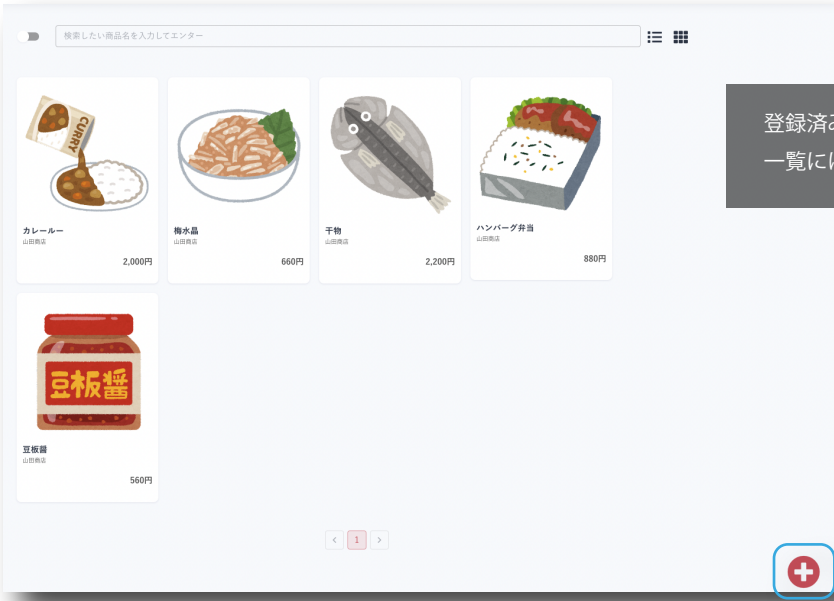 検索したい商品名を入力してエンター
登録済み
一覧に
CURRY
カレールー
山田商店
2,000円
梅水晶
山田商店
660円
干物
山田商店
2,200円
ハンバーグ弁当
山田商店
880円
豆板醤
豆板醤
山田商店
560円
1